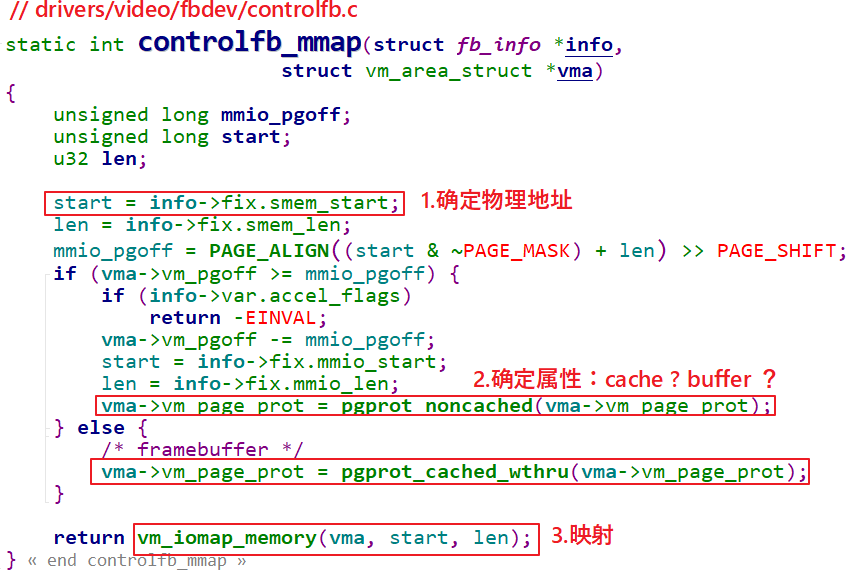 // drivers/video/fbdev/controlfb.c
static int controlfb_mmap(struct fb_info *info,
struct vm_area_struct *vma)
{
unsigned long mmio_pgoff;
unsigned long start;
u32 len;
start = info->fix.smem_start; 1.确定物理地址
len = info->fix.smem_len;
mmio_pgoff = PAGE_ALIGN((start & ~PAGE_MASK) + len) >> PAGE_SHIFT;
if (vma->vm_pgoff >= mmio_pgoff) {
if (info->var.accel_flags)
return -EINVAL;
vma->vm_pgoff -= mmio_pgoff;
start = info->fix.mmio_start;
len = info->fix.mmio_len; 2.确定属性：cache ? buffer ？
vma->vm_page_prot = pgprot_noncached(vma->vm_page_prot);
} else {
/* framebuffer */
vma->vm_page_prot = pgprot_cached_wthru(vma->vm_page_prot);
}
return vm_iomap_memory(vma, start, len); 3.映射
} « end controlfb_mmap »